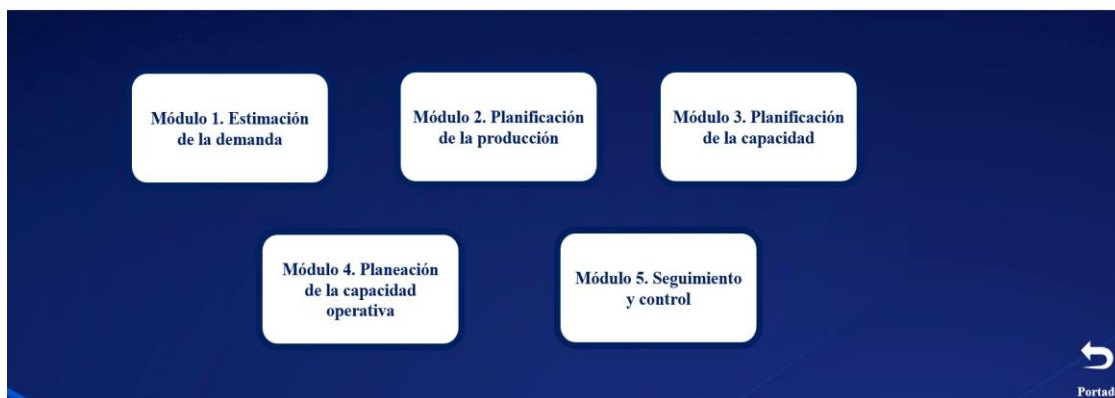 Módulo 1. Estimación
de la demanda
Módulo 2. Planificación
de la producción
Módulo 3. Planificación
de la capacidad
Módulo 4. Planeación
de la capacidad
operativa
Módulo 5. Seguimiento
y control
Portad